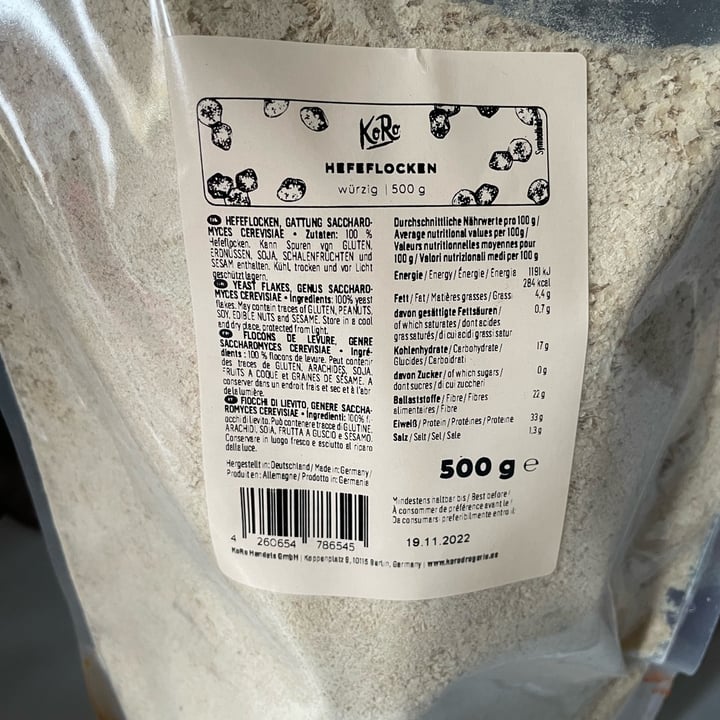 KoRo
HEFEFLOCKEN
würzig | 500 g
HEFEFLOCKEN, GATTUNG SACCHARO-
MYCES CEREVISIAE • Zutaten: 100 %
Hefeflocken. Kann Spuren von GLUTEN,
ERDNÜSSEN, SOJA, SCHALENFRÜCHTEN und
SESAM enthalten. Kühl, trocken und vor Licht
geschützt lagern.
YEAST FLAKES, GENUS SACCHARO-
MYCES CEREVISIAE • Ingredients: 100% yeast
flakes. May contain traces of GLUTEN, PEANUTS,
SOY, EDIBLE NUTS and SESAME. Store in a cool
and dry place, protected from light.
FLOCONS DE LEVURE, GENRE
SACCHAROMYCES CEREVISIAE • Ingré-
dients : 100 % flocons de levure. Peut contenir
des traces de GLUTEN, ARACHIDES, SOJA,
FRUITS A COQUE et GRAINES DE SÉSAME. A
conserver dans un endroit frais et sec et à l'abri
de la lumière.
FIOCCHI DI LIEVITO, GENERE SACCHA-
ROMYCES CEREVISIAE • Ingredienti: 100% fi-
occhi di lievito. Può contenere tracce di GLUTINE,
ARACHIDI, SOIA, FRUTTA A GUSCIO e SESAMO.
Conservare in luogo fresco e asciutto al riparo
dalla luce.
Hergestellt in: Deutschland / Made in: Germany /
Produit en: Allemagne / Prodotto in: Germania
4 260654 786545
KoRo Handels GmbH | Koppenplatz 9, 10115 Berlin, Germany | www.korodrogerie.de
Durchschnittliche Nährwerte pro 100 g /
Average nutritional values per 100g /
Valeurs nutritionnelles moyennes pour
100 g / Valori nutrizionali medi per 100 g
Energie / Energy / Énergie / Energia 1191 kJ
284 kcal
Fett / Fat / Matières grasses / Grassi 4,4 g
davon gesättigte Fettsäuren / 0,7 g
of which saturates / dont acides
gras saturés / di cui acidi grassi saturi
Kohlenhydrate / Carbohydrate / 17 g
Glucides / Carboidrati
davon Zucker / of which sugars / 0 g
dont sucres / di cui zuccheri
Ballaststoffe / Fibre / Fibres 22 g
alimentaires / Fibre
Eiweiß / Protein / Protéines / Proteine 33 g
Salz / Salt / Sel / Sale 1,3 g
500 g ℮
Mindestens haltbar bis / Best before /
À consommer de préférence avant le /
Da consumarsi preferibilmente entro il:
19.11.2022